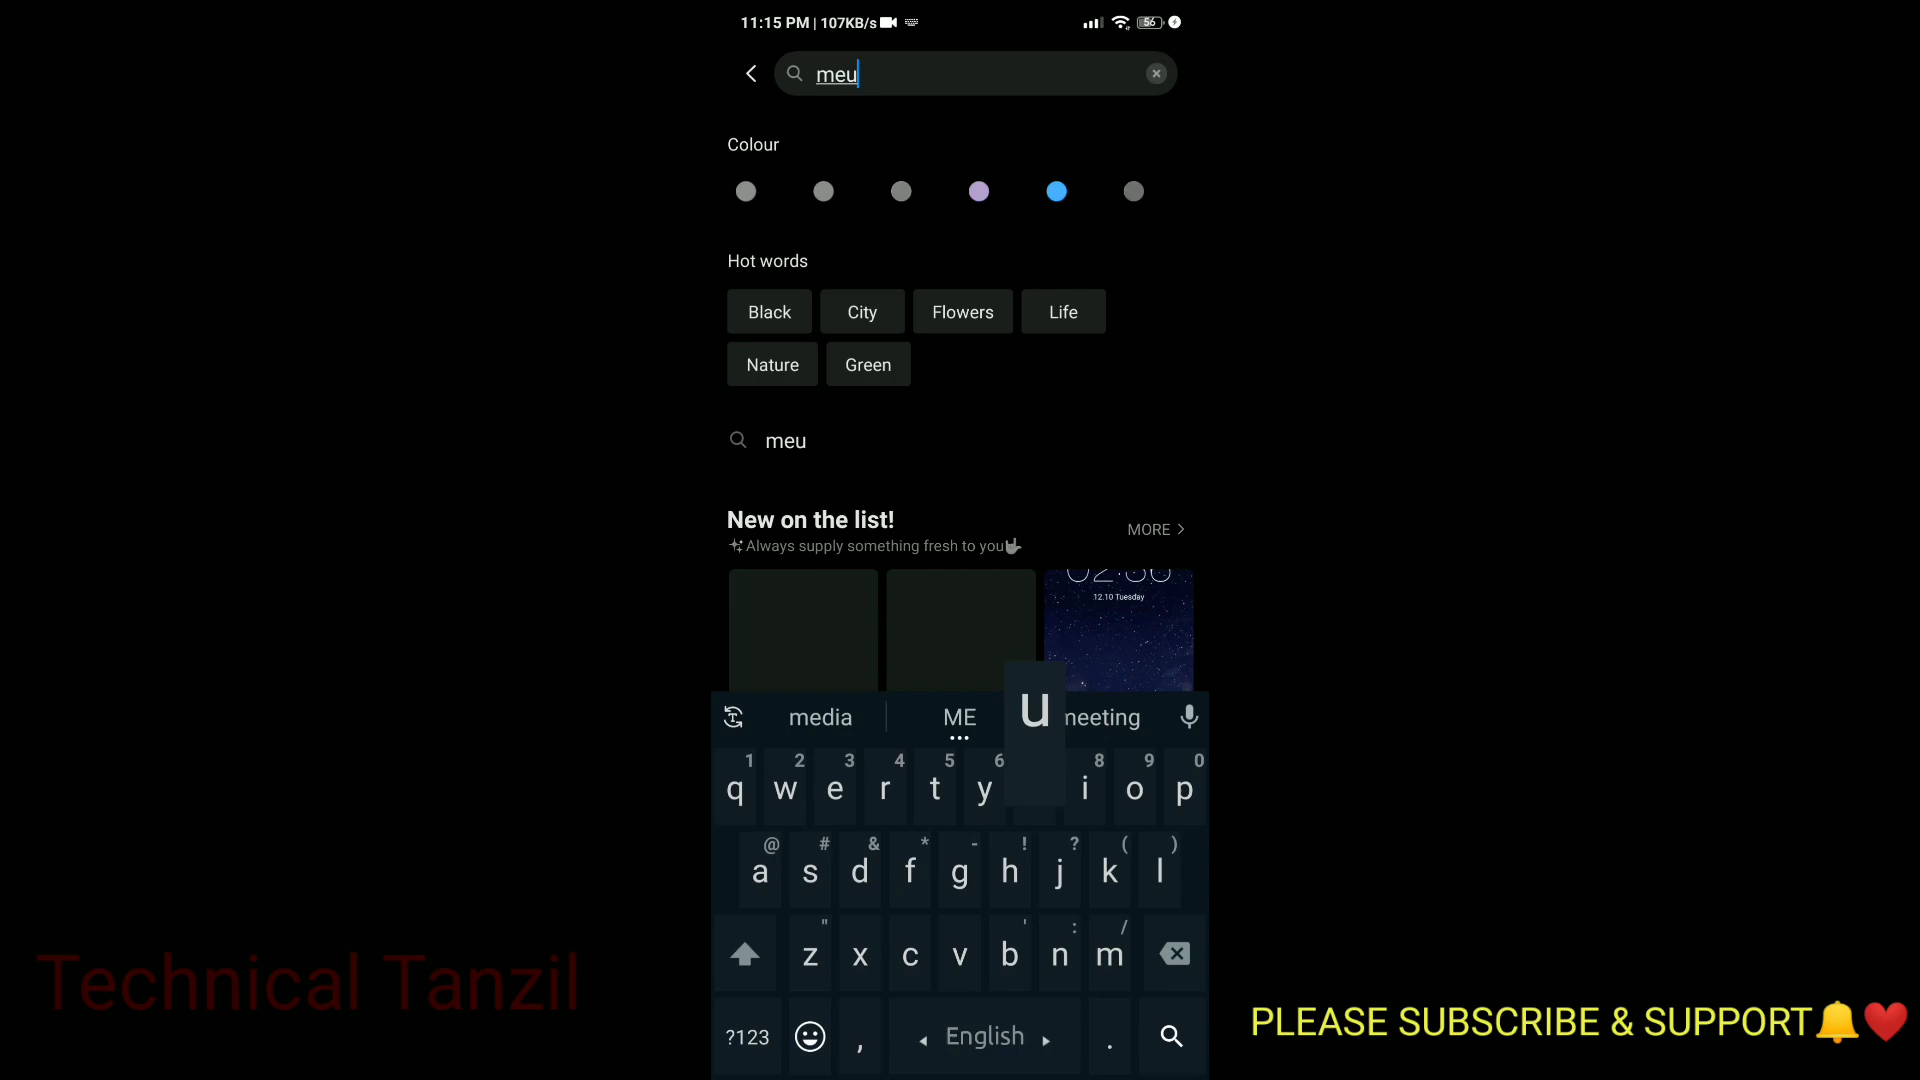 11:15 PM | 107KB/s 56
meu
Colour
Hot words
Black City Flowers Life
Nature Green
meu
New on the list!
MORE >
Always supply something fresh to you
12.10 Tuesday
media ME u meeting
1 2 3 4 5 6 8 9 0
q w e r t y i o p
@ # & * - ! ? ( )
a s d f g h j k l
" ' : /
z x c v b n m
?123 , English .
Technical Tanzil
PLEASE SUBSCRIBE & SUPPORT🔔❤️